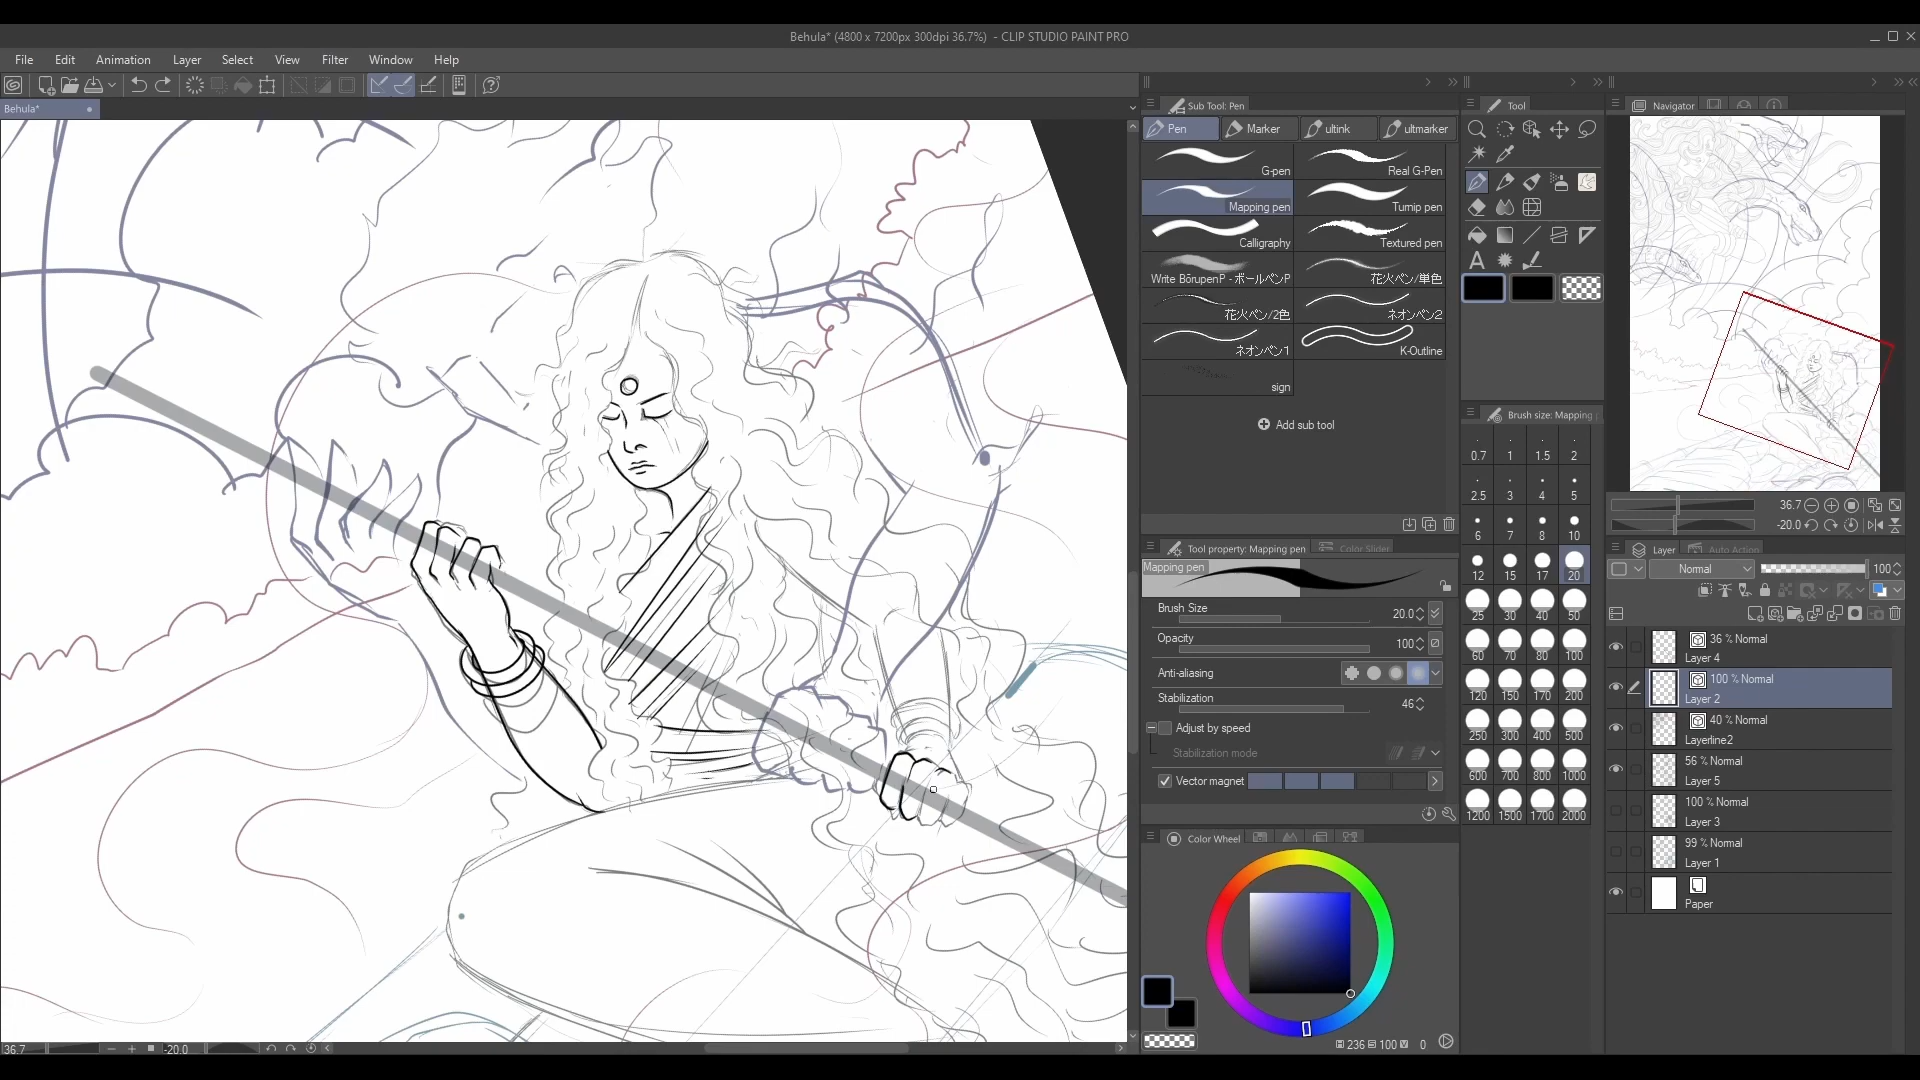 Behula* (4800 x 7200px 300dpi 36.7%) - CLIP STUDIO PAINT PRO
File Edit Animation Layer Select View Filter Window Help
Behula*
Sub Tool: Pen
Pen Marker ultink ultmarker
G-pen Real G-Pen
Mapping pen Turnip pen
Calligraphy Textured pen
Write BōrupenP - ボールペンP 花火ペン/単色
花火ペン/2色 ネオンペン2
ネオンペン1 K-Outline
sign
Add sub tool
Tool property: Mapping pen Color Slider
Mapping pen
Brush Size 20.0
Opacity 100
Anti-aliasing
Stabilization 46
Adjust by speed
Stabilization mode
Vector magnet
Color Wheel
236 100 0
Tool
A
Brush size: Mapping
0.7 1 1.5 2
2.5 3 4 5
6 7 8 10
12 15 17 20
25 30 40 50
60 70 80 100
120 150 170 200
250 300 400 500
600 700 800 1000
1200 1500 1700 2000
Navigator
36.7
-20.0
Layer Auto Action
Normal 100
36 % Normal
Layer 4
100 % Normal
Layer 2
40 % Normal
Layerline2
56 % Normal
Layer 5
100 % Normal
Layer 3
99 % Normal
Layer 1
Paper
36.7 -20.0